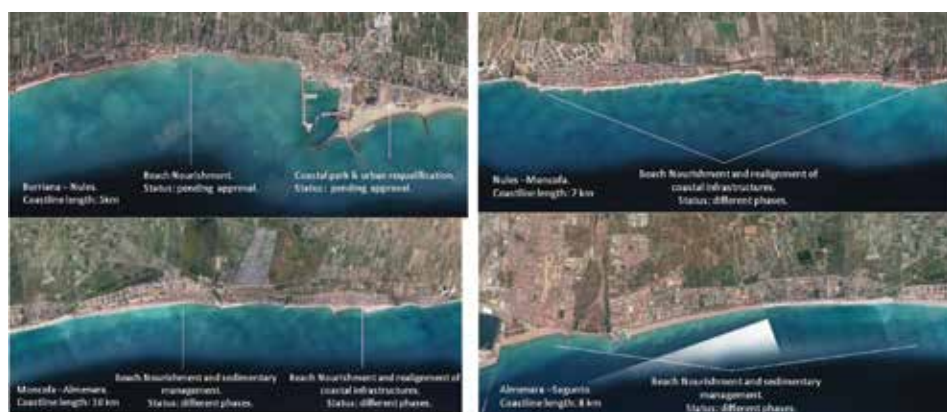 Beach Nourishment.
Status: pending approval.
Coastal park & urban requalification.
Status: pending approval.
Burriana – Nules.
Coastline length: 5km
Beach Nourishment and realignment of
coastal infrastructures.
Status: different phases.
Nules - Moncofa.
Coastline length: 7 km
Beach Nourishment and sedimentary
management.
Status: different phases.
Beach Nourishment and realignment of
coastal infrastructures.
Status: different phases.
Moncofa - Almenara.
Coastline length: 10 km
Beach Nourishment and sedimentary
management.
Status: different phases.
Almenara - Sagunto
Coastline length: 8 km